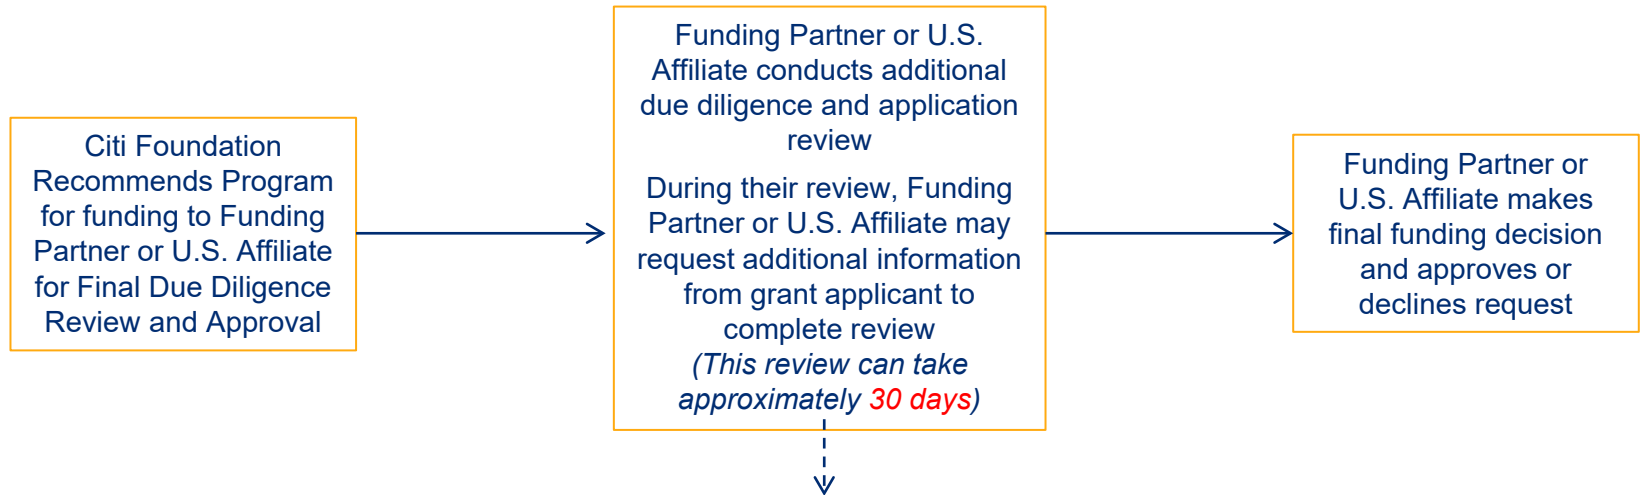 Citi Foundation
Recommends Program
for funding to Funding
Partner or U.S. Affiliate
for Final Due Diligence
Review and Approval
Funding Partner or U.S.
Affiliate conducts additional
due diligence and application
review
During their review, Funding
Partner or U.S. Affiliate may
request additional information
from grant applicant to
complete review
(This review can take
approximately 30 days)
Funding Partner or
U.S. Affiliate makes
final funding decision
and approves or
declines request